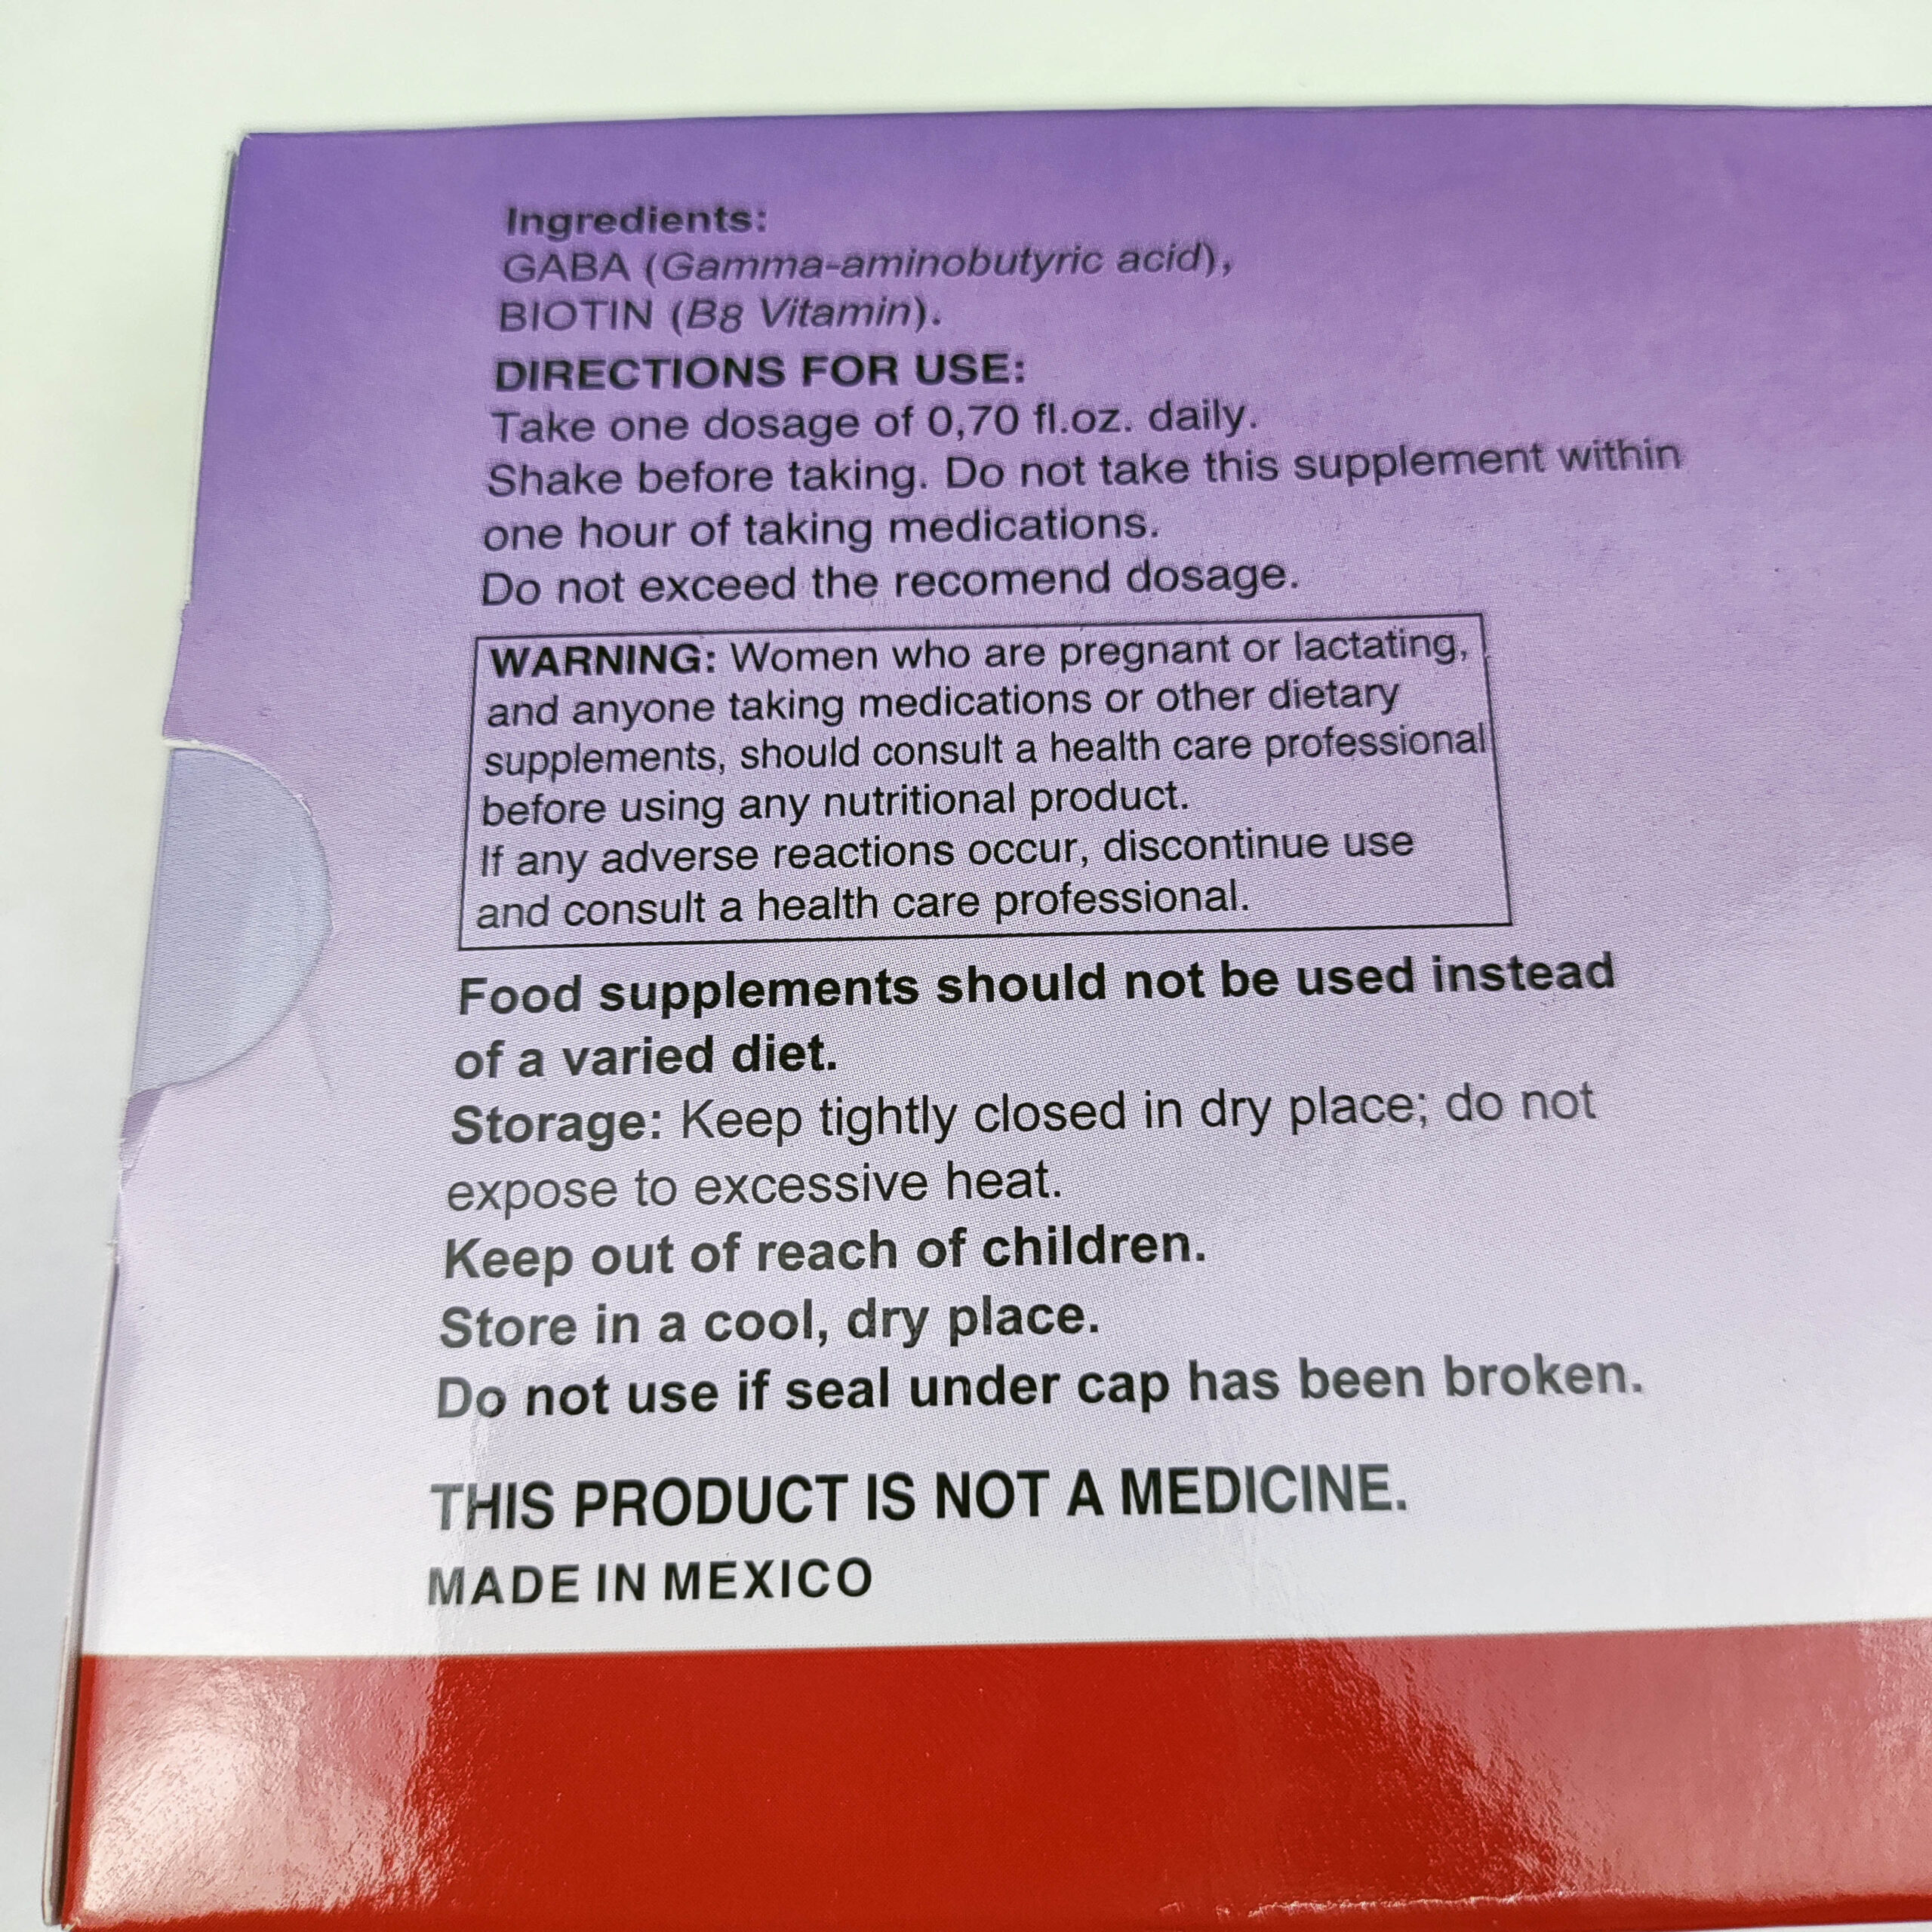 Ingredients:
GABA (Gamma-aminobutyric acid),
BIOTIN (B8 Vitamin).
DIRECTIONS FOR USE:
Take one dosage of 0,70 fl.oz. daily.
Shake before taking. Do not take this supplement within
one hour of taking medications.
Do not exceed the recomend dosage.
WARNING: Women who are pregnant or lactating,
and anyone taking medications or other dietary
supplements, should consult a health care professional
before using any nutritional product.
If any adverse reactions occur, discontinue use
and consult a health care professional.
Food supplements should not be used instead
of a varied diet.
Storage: Keep tightly closed in dry place; do not
expose to excessive heat.
Keep out of reach of children.
Store in a cool, dry place.
Do not use if seal under cap has been broken.
THIS PRODUCT IS NOT A MEDICINE.
MADE IN MEXICO